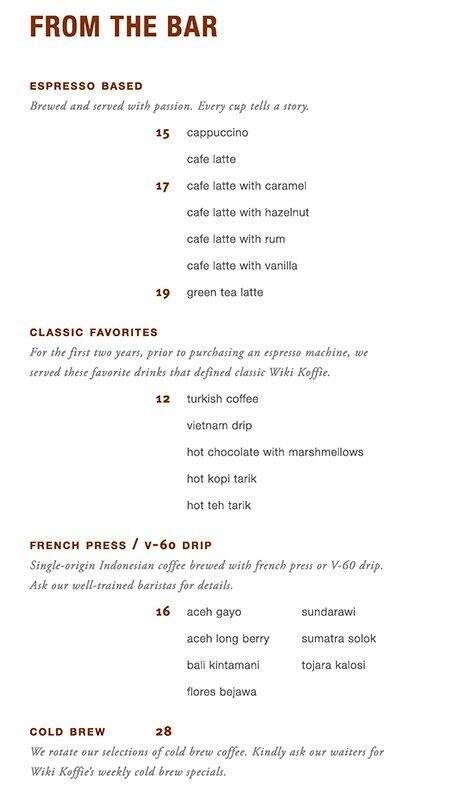 FROM THE BAR
ESPRESSO BASED
Brewed and served with passion. Every cup tells a story.
15 cappuccino
cafe latte
17 cafe latte with caramel
cafe latte with hazelnut
cafe latte with rum
cafe latte with vanilla
19 green tea latte
CLASSIC FAVORITES
For the first two years, prior to purchasing an espresso machine, we
served these favorite drinks that defined classic Wiki Koffie.
12 turkish coffee
vietnam drip
hot chocolate with marshmellows
hot kopi tarik
hot teh tarik
FRENCH PRESS / V-60 DRIP
Single-origin Indonesian coffee brewed with french press or V-60 drip.
Ask our well-trained baristas for details.
16 aceh gayo sundarawi
aceh long berry sumatra solok
bali kintamani tojara kalosi
flores bejawa
COLD BREW 28
We rotate our selections of cold brew coffee. Kindly ask our waiters for
Wiki Koffie's weekly cold brew specials.